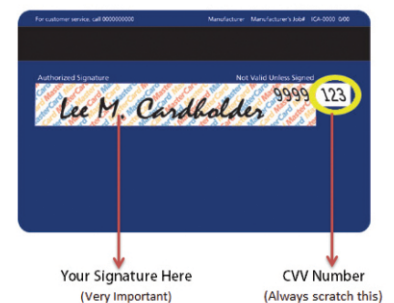 For customer service, call 0000000000 Manufacturer Manufacturer's Job# ICA-0000 0/00
Authorized Signature Not Valid Unless Signed
Lee M. Cardholder 9999 123
Your Signature Here CVV Number
(Very Important) (Always scratch this)